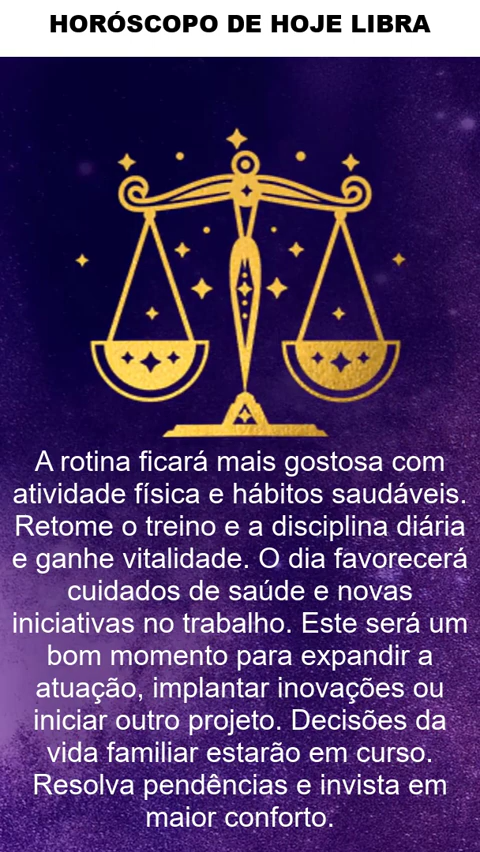 HORÓSCOPO DE HOJE LIBRA
A rotina ficará mais gostosa com
atividade física e hábitos saudáveis.
Retome o treino e a disciplina diária
e ganhe vitalidade. O dia favorecerá
cuidados de saúde e novas
iniciativas no trabalho. Este será um
bom momento para expandir a
atuação, implantar inovações ou
iniciar outro projeto. Decisões da
vida familiar estarão em curso.
Resolva pendências e invista em
maior conforto.